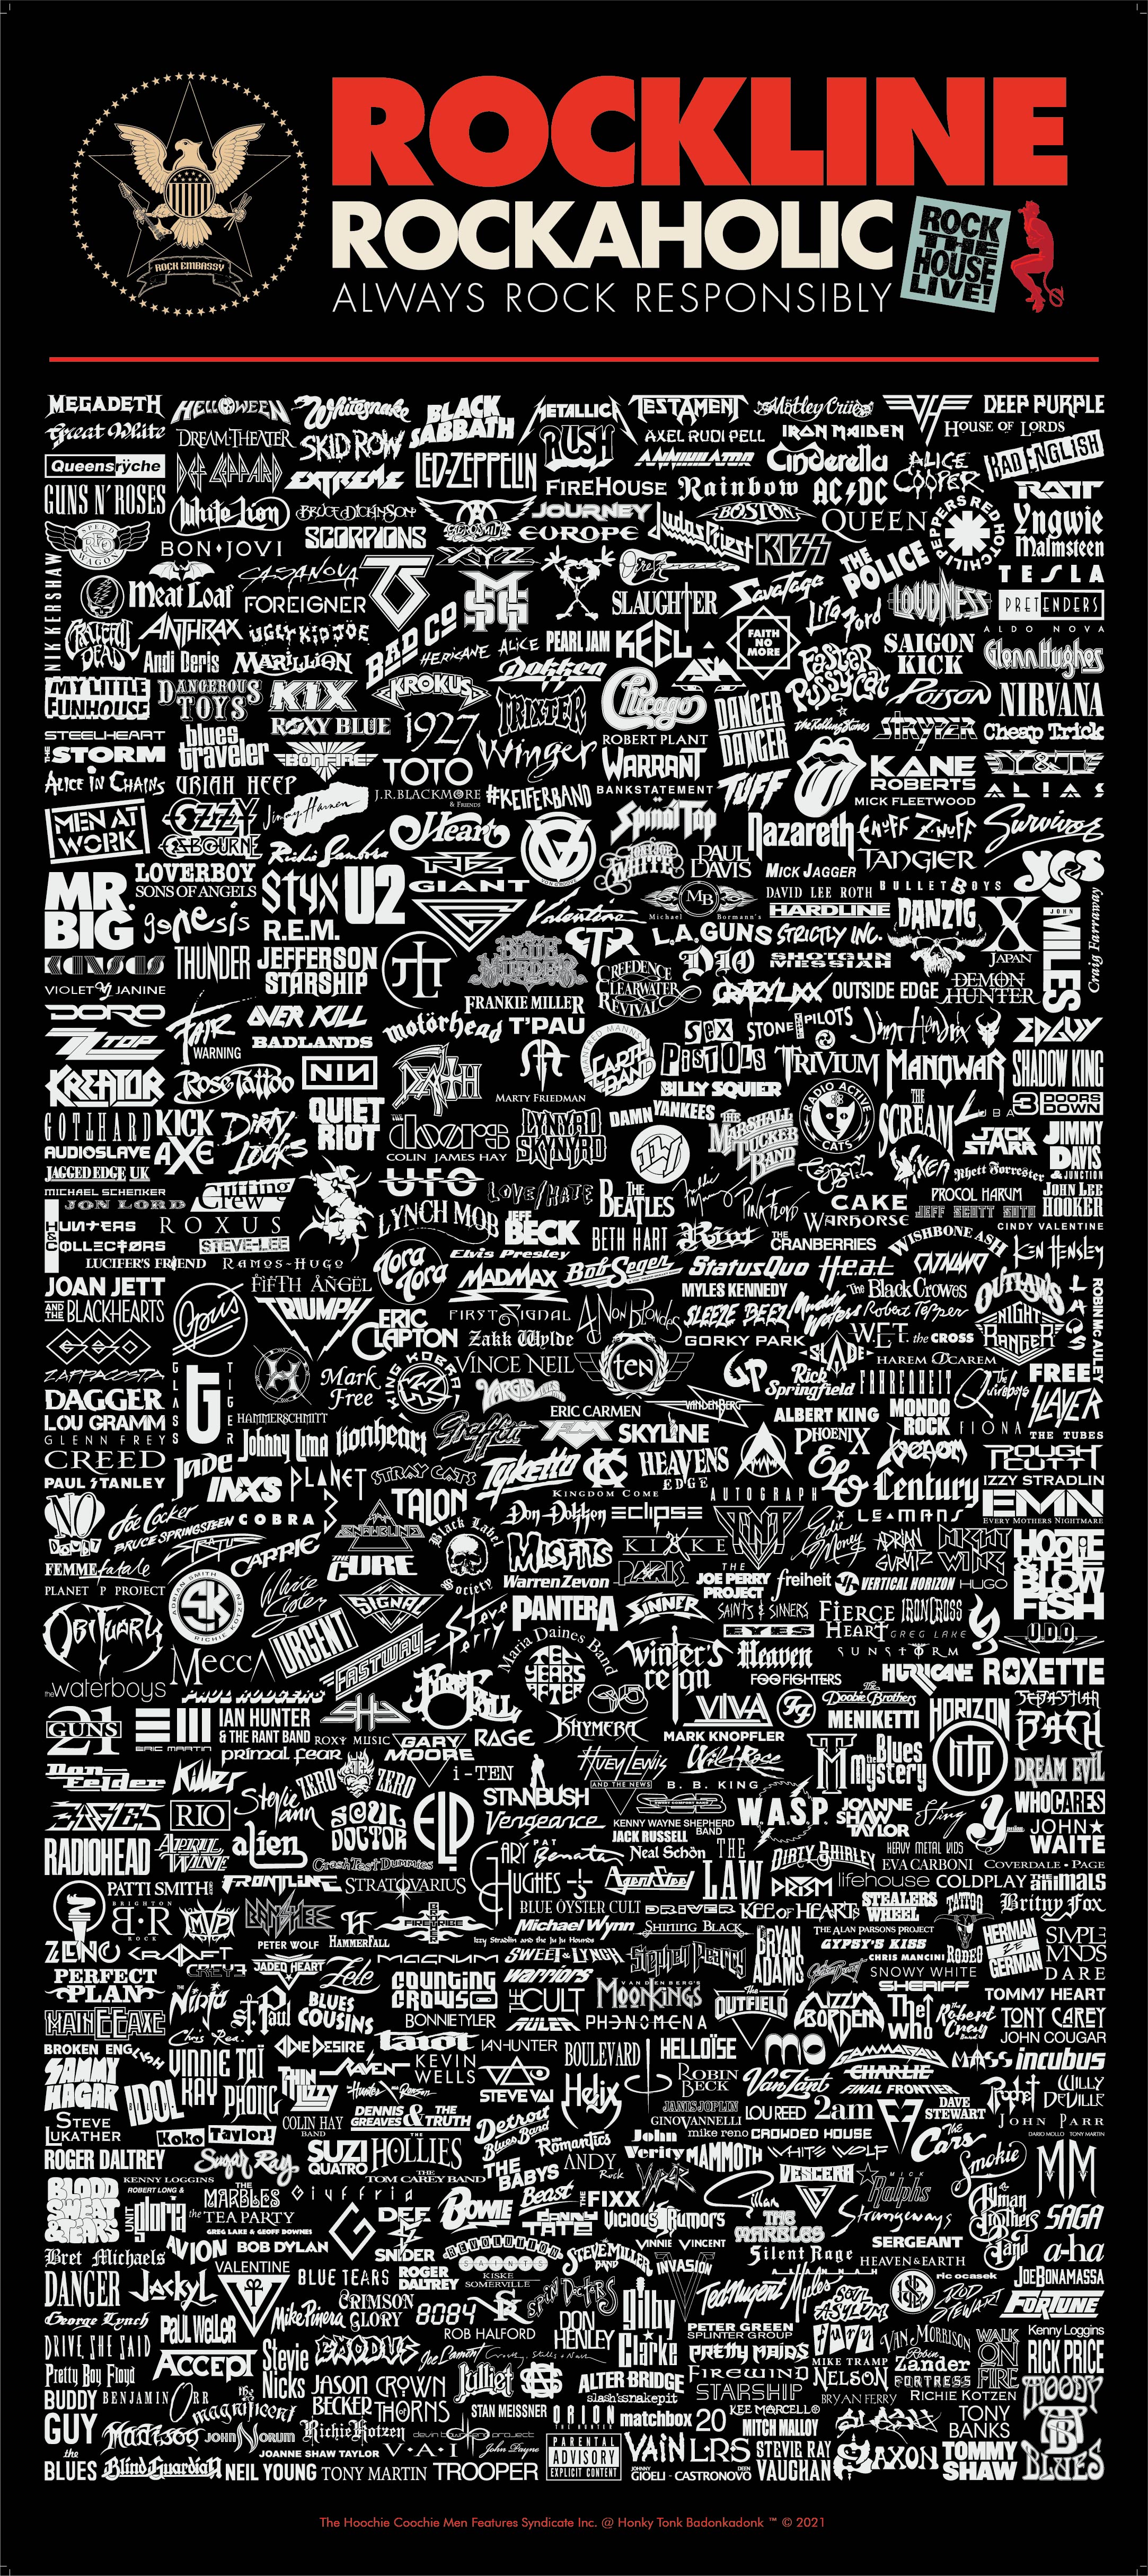 ROCKLINE
ROCKAHOLIC
ALWAYS ROCK RESPONSIBLY
ROCK EMBASSY
ROCK THE HOUSE LIVE!
MEGADETH HELLOWEEN Whitesnake BLACK SABBATH METALLICA TESTAMENT Mötley Crüe VH DEEP PURPLE
Great White DREAM THEATER SKID ROW RUSH AXEL RUDI PELL IRON MAIDEN HOUSE OF LORDS
Queensrÿche DEF LEPPARD EXTREME LED-ZEPPELIN ANNIHILATOR Cinderella ALICE COOPER BAD ENGLISH
GUNS N' ROSES FIREHOUSE Rainbow AC/DC RATT
White Lion BRUCE DICKINSON AEROSMITH JOURNEY BOSTON QUEEN RED HOT CHILI PEPPERS Yngwie Malmsteen
SPEED WAGON BON·JOVI SCORPIONS EUROPE Judas Priest KISS THE POLICE
NIK KERSHAW Meat Loaf CASANOVA TS XYZ MSG Dire Straits Savatage LOUDNESS TESLA
GRATEFUL DEAD FOREIGNER SLAUGHTER Lita Ford PRETENDERS
ANTHRAX UGLY KID JOE BAD CO HERICANE ALICE PEARL JAM KEEL FAITH NO MORE SAIGON KICK ALDO NOVA
Andi Deris MARILLION Dokken ASIA FASTER PUSSYCAT Glenn Hughes
MY LITTLE FUNHOUSE DANGEROUS TOYS KIX KROKUS TRIXTER Chicago DANGER DANGER POISON NIRVANA
STEELHEART blues traveler ROXY BLUE 1927 Winger ROBERT PLANT the Rolling Stones STRYPER Cheap Trick
THE STORM BONFIRE TOTO WARRANT KANE ROBERTS Y&T
ALICE IN CHAINS URIAH HEEP J.R.BLACKMORE & FRIENDS #KEIFERBAND BANKSTATEMENT TUFF MICK FLEETWOOD ALIAS
MEN AT WORK OZZY OSBOURNE Jimmy Harnen Heart Spinal Tap Nazareth ENUFF Z'NUFF Survivor
LOVERBOY Richie Sambora TONY JOE WHITE PAUL DAVIS MICK JAGGER TANGIER YES
MR. BIG SONS OF ANGELS STYX U2 GIANT Michael MB Bormann's DAVID LEE ROTH BULLETBOYS
genesis R.E.M. Valentine HARDLINE DANZIG X JAPAN JOHN MILES Craig Farraway
KANSAS THUNDER JEFFERSON STARSHIP BLUE MURDER GTR L.A.GUNS STRICTLY INC.
VIOLET JANINE FRANKIE MILLER CREEDENCE CLEARWATER REVIVAL DIO SHOTGUN MESSIAH DEMON HUNTER
DORO FAIR WARNING OVER KILL motörhead T'PAU CRAZY LIXX OUTSIDE EDGE
ZZ TOP BADLANDS MANFRED MANN'S EARTH BAND SEX PISTOLS STONE TEMPLE PILOTS Jimi Hendrix EDGUY
KREATOR Rose Tattoo NIN DEATH MARTY FRIEDMAN BILLY SQUIER TRIVIUM MANOWAR SHADOW KING
GOTTHARD KICK AXE DIRTY LOOKS QUIET RIOT the doors LYNYRD SKYNYRD DAMN YANKEES RADIO ACTIVE CATS THE SCREAM LUBA 3 DOORS DOWN
AUDIOSLAVE COLIN JAMES HAY THE MARSHALL TUCKER BAND JACK STARR JIMMY DAVIS & JUNCTION
JAGGED EDGE UK UFO VIXEN Rhett Forrester
MICHAEL SCHENKER JON LORD Cutting Crew LOVE/HATE THE BEATLES PINK FLOYD CAKE PROCOL HARUM JOHN LEE HOOKER
HUNTERS & COLLECTORS ROXUS LYNCH MOB JEFF BECK BETH HART Riot THE CRANBERRIES WARHORSE JEFF SCOTT SOTO CINDY VALENTINE
STEVE LEE LUCIFER'S FRIEND RAMOS-HUGO Tora Tora Elvis Presley WISHBONE ASH KEN HENSLEY
JOAN JETT AND THE BLACKHEARTS Opus FIFTH ANGEL MADMAX Bob Seger Status Quo Heat CATNAWT OUTLAWS
TRIUMPH ERIC CLAPTON FIRST SIGNAL 4 NON BLONDES MYLES KENNEDY SLEEZE BEEZ Muddy Waters The Black Crowes Robert Tepper NIGHT RANGER ROBIN McAULEY
Zakk Wylde GORKY PARK SLADE W.E.T. the CROSS
ZAPPACOSTA GLASS TIGER Mark Free KING KOBRA VINCE NEIL ten GP Rick Springfield HAREM SCAREM FREE
DAGGER HAMMERSCHMITT ERIC CARMEN VANDENBERG FAHRENHEIT The Quireboys SLAYER
LOU GRAMM Johnny Lima lionheart Graffiti FM SKYLINE ALBERT KING MONDO ROCK FIONA THE TUBES
GLENN FREY PHOENIX VENOM ROUGH CUTT
CREED Jade PLANET 3 STRAY CATS Tyketto KINGDOM COME HEAVENS EDGE AUTOGRAPH ELO Century IZZY STRADLIN
PAUL STANLEY INXS TALON EMN EVERY MOTHERS NIGHTMARE
NO DOUBT Joe Cocker COBRA Don Dokken eclipse TNT Eddie Money LE MANS
BRUCE SPRINGSTEEN STRATUS CARRIE THE CURE Black Label Society MISFITS KISKE ADRIAN GURVITZ NIGHT WING HOOTIE & THE BLOWFISH
FEMME fatale Warren Zevon PARIS THE JOE PERRY PROJECT freiheit VERTICAL HORIZON HUGO
PLANET P PROJECT ADRIAN SMITH SK RICHIE KOTZEN White Sister SIGNAL PANTERA SINNER SAINTS & SINNERS FIERCE HEART IRONCROSS
OBITUARY URGENT Steve Perry EYES GREG LAKE U.D.O.
MECCA FASTWAY Maria Daines Band TEN YEARS AFTER winter's reign Heaven SUNSTORM
the waterboys PAUL RODGERS FIRE FALL FOO FIGHTERS HURRICANE ROXETTE
21 GUNS ERIC MARTIN IAN HUNTER & THE RANT BAND ROXY MUSIC KHYMERA VIVA The Doobie Brothers MENIKETTI HORIZON SEBASTIAN BACH
primal fear GARY MOORE RAGE MARK KNOPFLER
Don Felder Killer ZERO ZERO i-TEN HUEY LEWIS AND THE NEWS Wild Rose B. B. KING TM the Blues mystery htp DREAM EVIL
EAGLES RIO Stevie ann SOUL DOCTOR ELP STANBUSH W.A.S.P. JOANNE SHAW TAYLOR Sting WHOCARES
Vengeance KENNY WAYNE SHEPHERD BAND JACK RUSSELL JOHN WAITE
RADIOHEAD APRIL WINE alien Crash Test Dummies GARY HUGHES PAT Benatar Neal Schön THE LAW DIRTY SHIRLEY HEAVY METAL KIDS EVA CARBONI COVERDALE • PAGE
PATTI SMITH FRONTLINE STRATOVARIUS Agent Steel PRISM lifehouse COLDPLAY the animals
BRIGHTON ROCK MVP BANSHEE FIRETRIBE BLUE ÖYSTER CULT DRIVER KEE OF HEARTS STEALERS WHEEL TATTOO RODEO Britny Fox
PETER WOLF HAMMERFALL Izzy Stradlin and the Ju Ju Hounds Michael Wynn SHINING BLACK THE ALAN PARSONS PROJECT HERMAN ZE GERMAN SIMPLE MINDS
ZENO KRAFT MAGNUM SWEET & LYNCH Stephen Pearcy BRYAN ADAMS GYPSY'S KISS CHRIS MANCINI DARE
PERFECT PLAN JADED HEART Zele COUNTING CROWS WARRIORS VANDENBERG'S MOONKINGS SNOWY WHITE SHERIFF TOMMY HEART
MAINEEAXE The Ninja St. Paul BLUES COUSINS BONNIE TYLER THE CULT THE OUTFIELD LIZZY BORDEN The Who The Robert Cray Band TONY CAREY
RULER PHENOMENA JOHN COUGAR
BROKEN ENGLISH Chris Rea ONE DESIRE TAROT IAN HUNTER BOULEVARD HELLOÏSE GAMMA RAY MASS incubus
SAMMY HAGAR VINNIE KAY TAÏ PHONG RAVEN KEVIN WELLS ROBIN BECK VanZant CHARLIE FINAL FRONTIER Prophet WILLY DEVILLE
BILLY IDOL THIN LIZZY STEVE VAI Helix JANIS JOPLIN GINO VANNELLI LOU REED 2am DAVE STEWART JOHN PARR
STEVE LUKATHER COLIN HAY BAND DENNIS GREAVES & THE TRUTH Detroit Blues Band mike reno CROWDED HOUSE The Cars DARIO MOLLO TONY MARTIN
ROGER DALTREY Koko Taylor! Sugar Ray SUZI QUATRO THE HOLLIES Romantics John Verity MAMMOTH WHITE WOLF Smokie MM
BLOOD SWEAT & TEARS KENNY LOGGINS THE MARBLES THE TOM CAREY BAND THE BABYS ANDY Rock VESCERA MICK Ralphs
ROBERT LONG & UNIT gloria the TEA PARTY Giuffria BOWIE Beast THE FIXX Gillan Allman Brothers Band SAGA
GREG LAKE & GEOFF DOWNES DEE SNIDER PENNY TATE Vicious Rumors THE MARBLES Strangeways
Bret Michaels AVION BOB DYLAN REVOLUTION SAINTS STEVE MILLER BAND VINNIE VINCENT INVASION Silent Rage SERGEANT a-ha
DANGER Jackyl VALENTINE BLUE TEARS ROGER DALTREY KISKE SOMERVILLE ALANNAH MYLES HEAVEN & EARTH ric ocasek JOE BONAMASSA
George Lynch PAUL WELLER Mike Pinera CRIMSON GLORY 8084 SPIN DOCTORS gilby Clarke Ted Nugent SOUL ASYLUM ROD STEWART FORTUNE
DRIVE, SHE SAID ROB HALFORD DON HENLEY PETER GREEN SPLINTER GROUP FURY VAN MORRISON WALK ON FIRE Kenny Loggins
Pretty Boy Floyd ACCEPT Stevie Nicks EXODUS Joe Lamont Crosby, Stills & Nash PRETTY MAIDS MIKE TRAMP Robin Zander RICK PRICE
BUDDY GUY BENJAMIN ORR JASON BECKER CROWN OF THORNS Julliet ALTER BRIDGE FIREWIND NELSON FORTRESS MOODY BLUES
the magnificent slash'ssnakepit STARSHIP BRYAN FERRY RICHIE KOTZEN
MADISON JOHN NORUM Richie Kotzen STAN MEISSNER ORION THE HUNTER matchbox 20 KEE MARCELLO MITCH MALLOY ALIAS TONY BANKS
JOANNE SHAW TAYLOR devin townsend project
the BLUES Blind Guardian NEIL YOUNG TONY MARTIN V·A·I John Payne TROOPER PARENTAL ADVISORY EXPLICIT CONTENT VAIN LRS STEVIE RAY VAUGHAN SAXON TOMMY SHAW
JOHNNY GIOELI - DEEN CASTRONOVO
The Hoochie Coochie Men Features Syndicate Inc. @ Honky Tonk Badonkadonk ™ © 2021